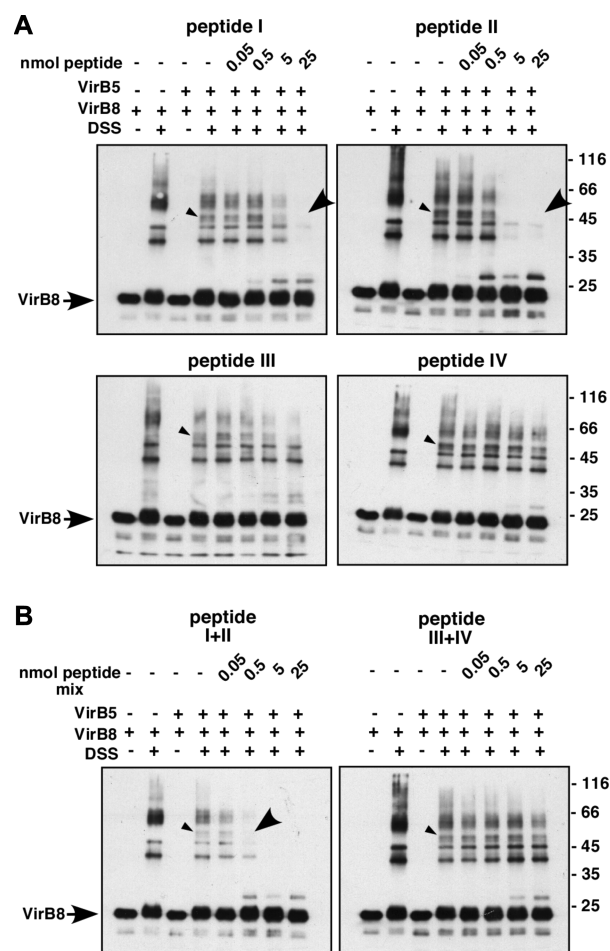 A
peptide I peptide II
nmol peptide - - - - 0.05 0.5 5 25 - - - - 0.05 0.5 5 25
VirB5 - - + + + + + + - - + + + + + +
VirB8 + + + + + + + + + + + + + + + +
DSS - + - + + + + + - + - + + + + +
- 116
- 66
- 45
- 35
- 25
VirB8
peptide III peptide IV
- 116
- 66
- 45
- 35
- 25
VirB8
B
peptide peptide
I+II III+IV
nmol peptide - - - - 0.05 0.5 5 25 - - - - 0.05 0.5 5 25
mix
VirB5 - - + + + + + + - - + + + + + +
VirB8 + + + + + + + + + + + + + + + +
DSS - + - + + + + + - + - + + + + +
- 116
- 66
- 45
- 35
- 25
VirB8